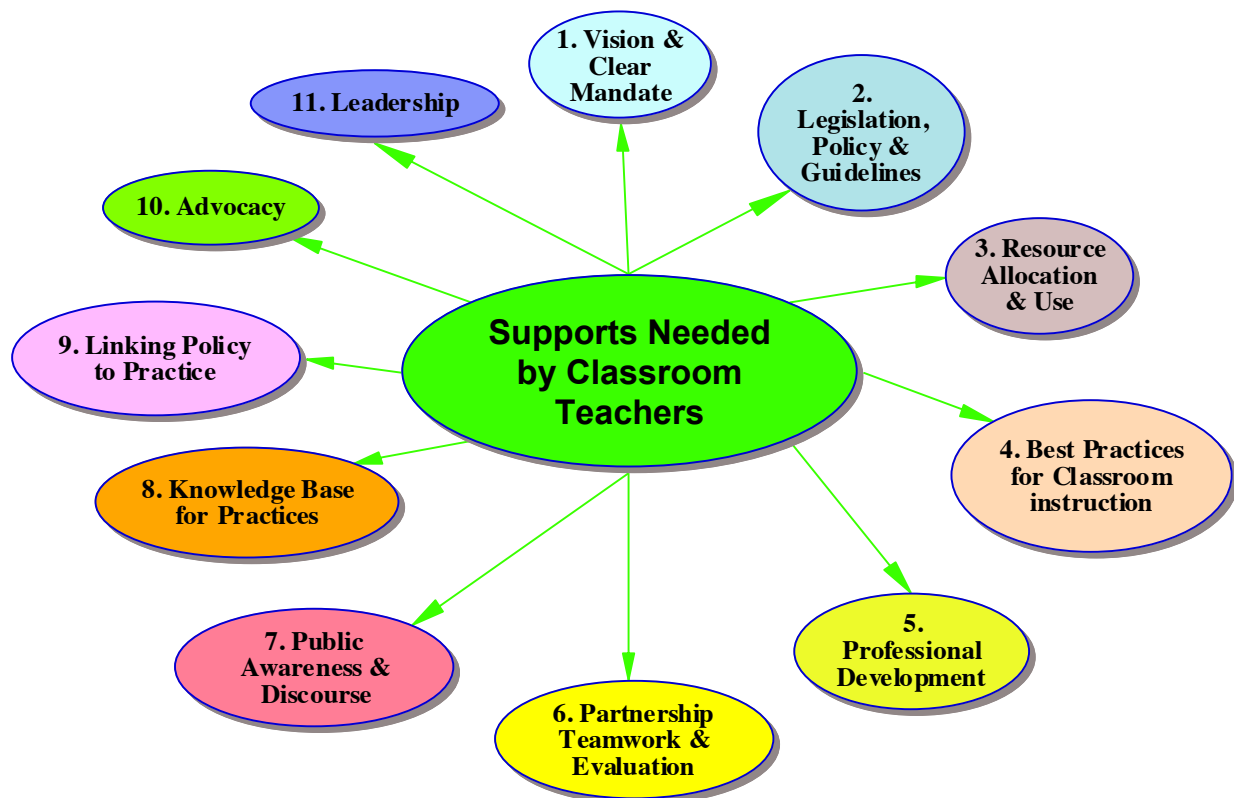 Supports Needed
by Classroom
Teachers
1. Vision &
Clear
Mandate
2.
Legislation,
Policy &
Guidelines
3. Resource
Allocation
& Use
4. Best Practices
for Classroom
instruction
5.
Professional
Development
6. Partnership
Teamwork &
Evaluation
7. Public
Awareness &
Discourse
8. Knowledge Base
for Practices
9. Linking Policy
to Practice
10. Advocacy
11. Leadership